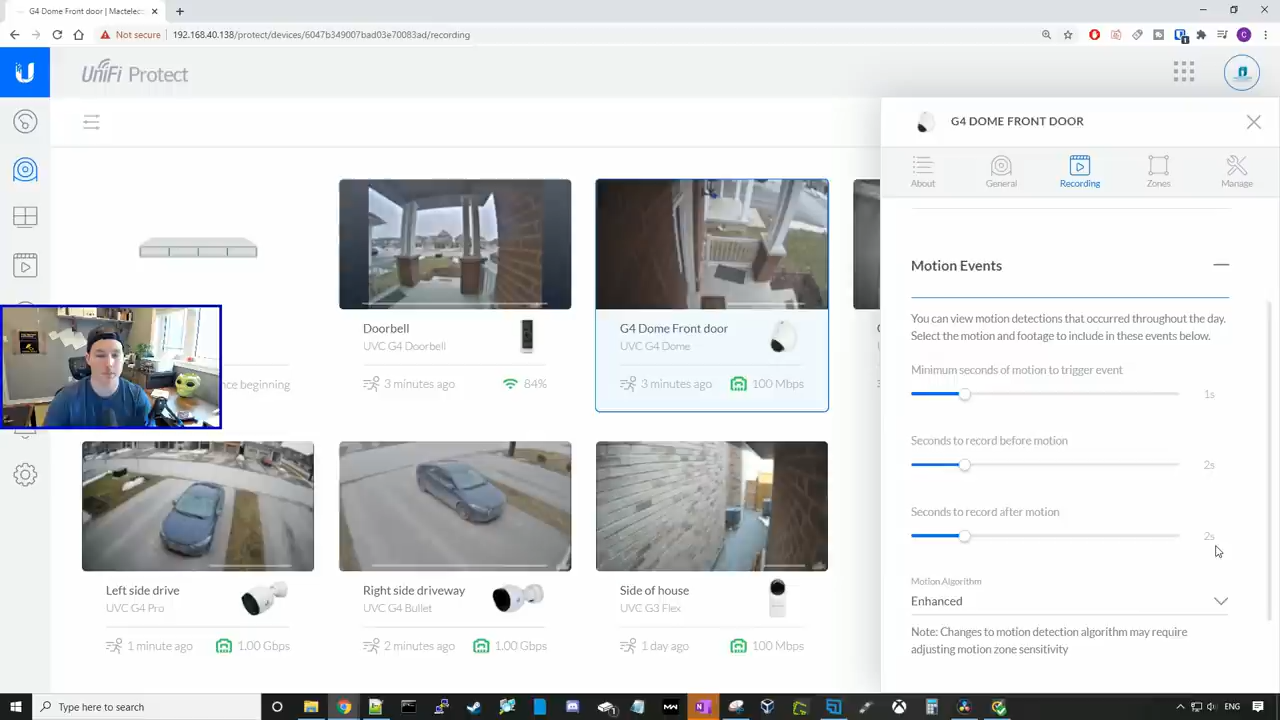 G4 Dome Front door | Mactelec
Not secure | 192.168.40.138/protect/devices/6047b349007bad03e70083ad/recording
UniFi Protect
G4 DOME FRONT DOOR
About
General
Recording
Zones
Manage
Motion Events
You can view motion detections that occurred throughout the day.
Select the motion and footage to include in these events below.
Minimum seconds of motion to trigger event
1s
Seconds to record before motion
2s
Seconds to record after motion
2s
Motion Algorithm
Enhanced
Note: Changes to motion detection algorithm may require
adjusting motion zone sensitivity
Doorbell
UVC G4 Doorbell
3 minutes ago
84%
G4 Dome Front door
UVC G4 Dome
3 minutes ago
100 Mbps
beginning
Left side drive
UVC G4 Pro
1 minute ago
1.00 Gbps
Right side driveway
UVC G4 Bullet
2 minutes ago
1.00 Gbps
Side of house
UVC G3 Flex
1 day ago
100 Mbps
Type here to search
ENG